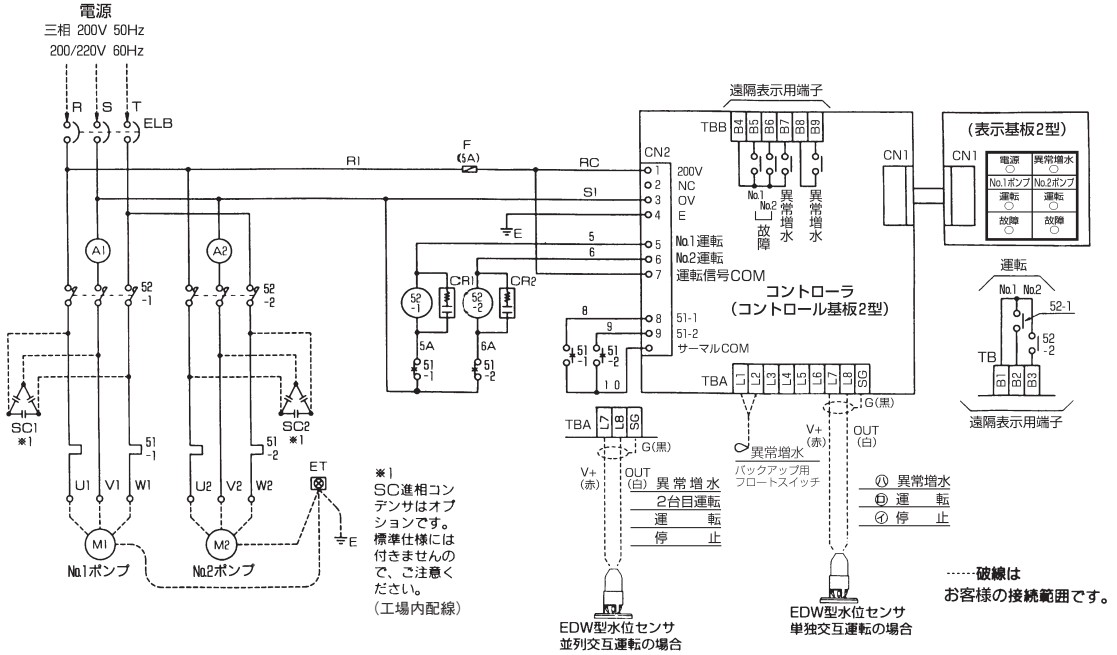 電源
三相 200V 50Hz
200/220V 60Hz
R S T
ELB
R1
F
(5A)
RC
S1
E
A1
A2
52
-1
52
-2
SC1
※1
SC2
※1
51
-1
51
-2
U1 V1 W1
U2 V2 W2
ET
E
M1
M2
No.1ポンプ
No.2ポンプ
※1
SC進相コン
デンサはオプ
ションです。
標準仕様には
付きませんの
で、ご注意く
ださい。
(工場内配線)
5
6
CR1
CR2
52
-1
52
-2
5A
6A
51
-1
51
-2
8
9
51
-1
51
-2
10
遠隔表示用端子
TBB
B4 B5 B6 B7 B8 B9
No.1
No.2
故障
異常増水
異常増水
CN2
1 200V
2 NC
3 0V
4 E
5 No.1運転
6 No.2運転
7 運転信号COM
8 51-1
9 51-2
サーマルCOM
コントローラ
(コントロール基板2型)
TBA
L1 L2 L3 L4 L5 L6 L7 L8 SG
CN1
CN1
(表示基板2型)
電源 異常増水
No.1ポンプ No.2ポンプ
運転 運転
故障 故障
運転
No.1 No.2
52-1
52
-2
TB
B1 B2 B3
遠隔表示用端子
異常増水
バックアップ用
フロートスイッチ
G(黒)
V+
(赤)
OUT
(白)
㋩ 異常増水
㋺ 運転
㋑ 停止
EDW型水位センサ
単独交互運転の場合
TBA
L7 L8 SG
G(黒)
V+
(赤)
OUT
(白)
異常増水
2台目運転
運転
停止
EDW型水位センサ
並列交互運転の場合
-----破線は
お客様の接続範囲です。